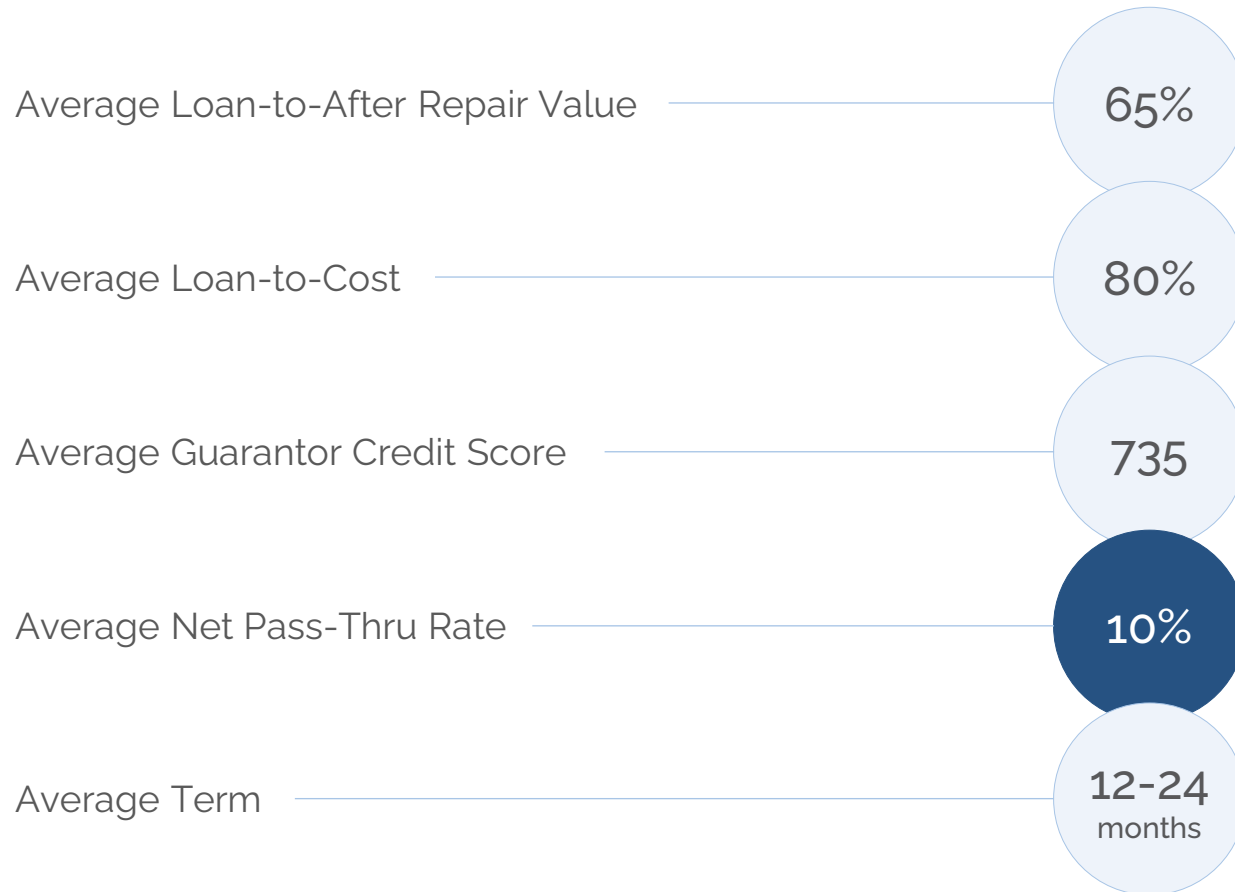 Average Loan-to-After Repair Value 65%
Average Loan-to-Cost 80%
Average Guarantor Credit Score 735
Average Net Pass-Thru Rate 10%
Average Term 12-24
months